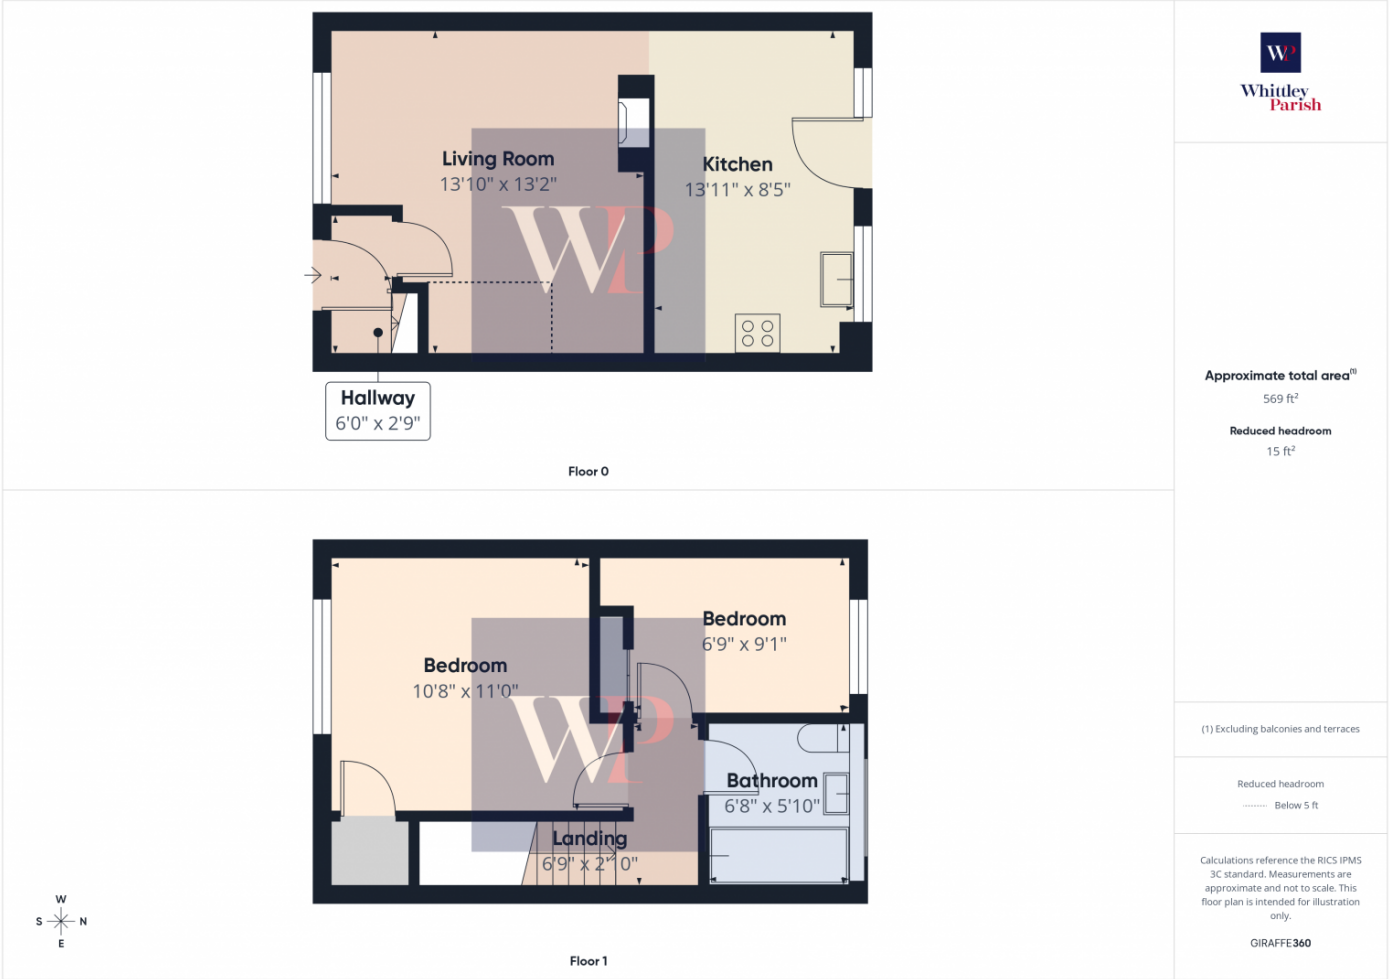 Living Room
13'10" x 13'2"
Kitchen
13'11" x 8'5"
WP
Hallway
6'0" x 2'9"
Floor 0
Bedroom
10'8" x 11'0"
Bedroom
6'9" x 9'1"
WP
Bathroom
6'8" x 5'10"
Landing
6'9" x 2'10"
W
S N
E
Floor 1
WP
Whittley
Parish
Approximate total area(1)
569 ft²
Reduced headroom
15 ft²
(1) Excluding balconies and terraces
Reduced headroom
Below 5 ft
Calculations reference the RICS IPMS
3C standard. Measurements are
approximate and not to scale. This
floor plan is intended for illustration
only.
GIRAFFE360